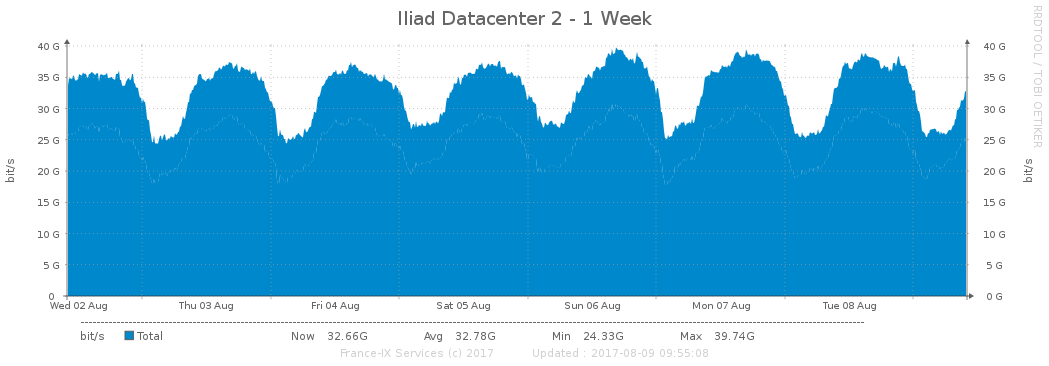 Iliad Datacenter 2 - 1 Week
RRDTOOL / TOBI OETIKER
40 G 40 G
35 G 35 G
30 G 30 G
25 G 25 G
20 G 20 G
15 G 15 G
10 G 10 G
5 G 5 G
0 0 G
bit/s bit/s
Wed 02 Aug Thu 03 Aug Fri 04 Aug Sat 05 Aug Sun 06 Aug Mon 07 Aug Tue 08 Aug
bit/s Total Now 32.66G Avg 32.78G Min 24.33G Max 39.74G
France-IX Services (c) 2017 Updated : 2017-08-09 09:55:08